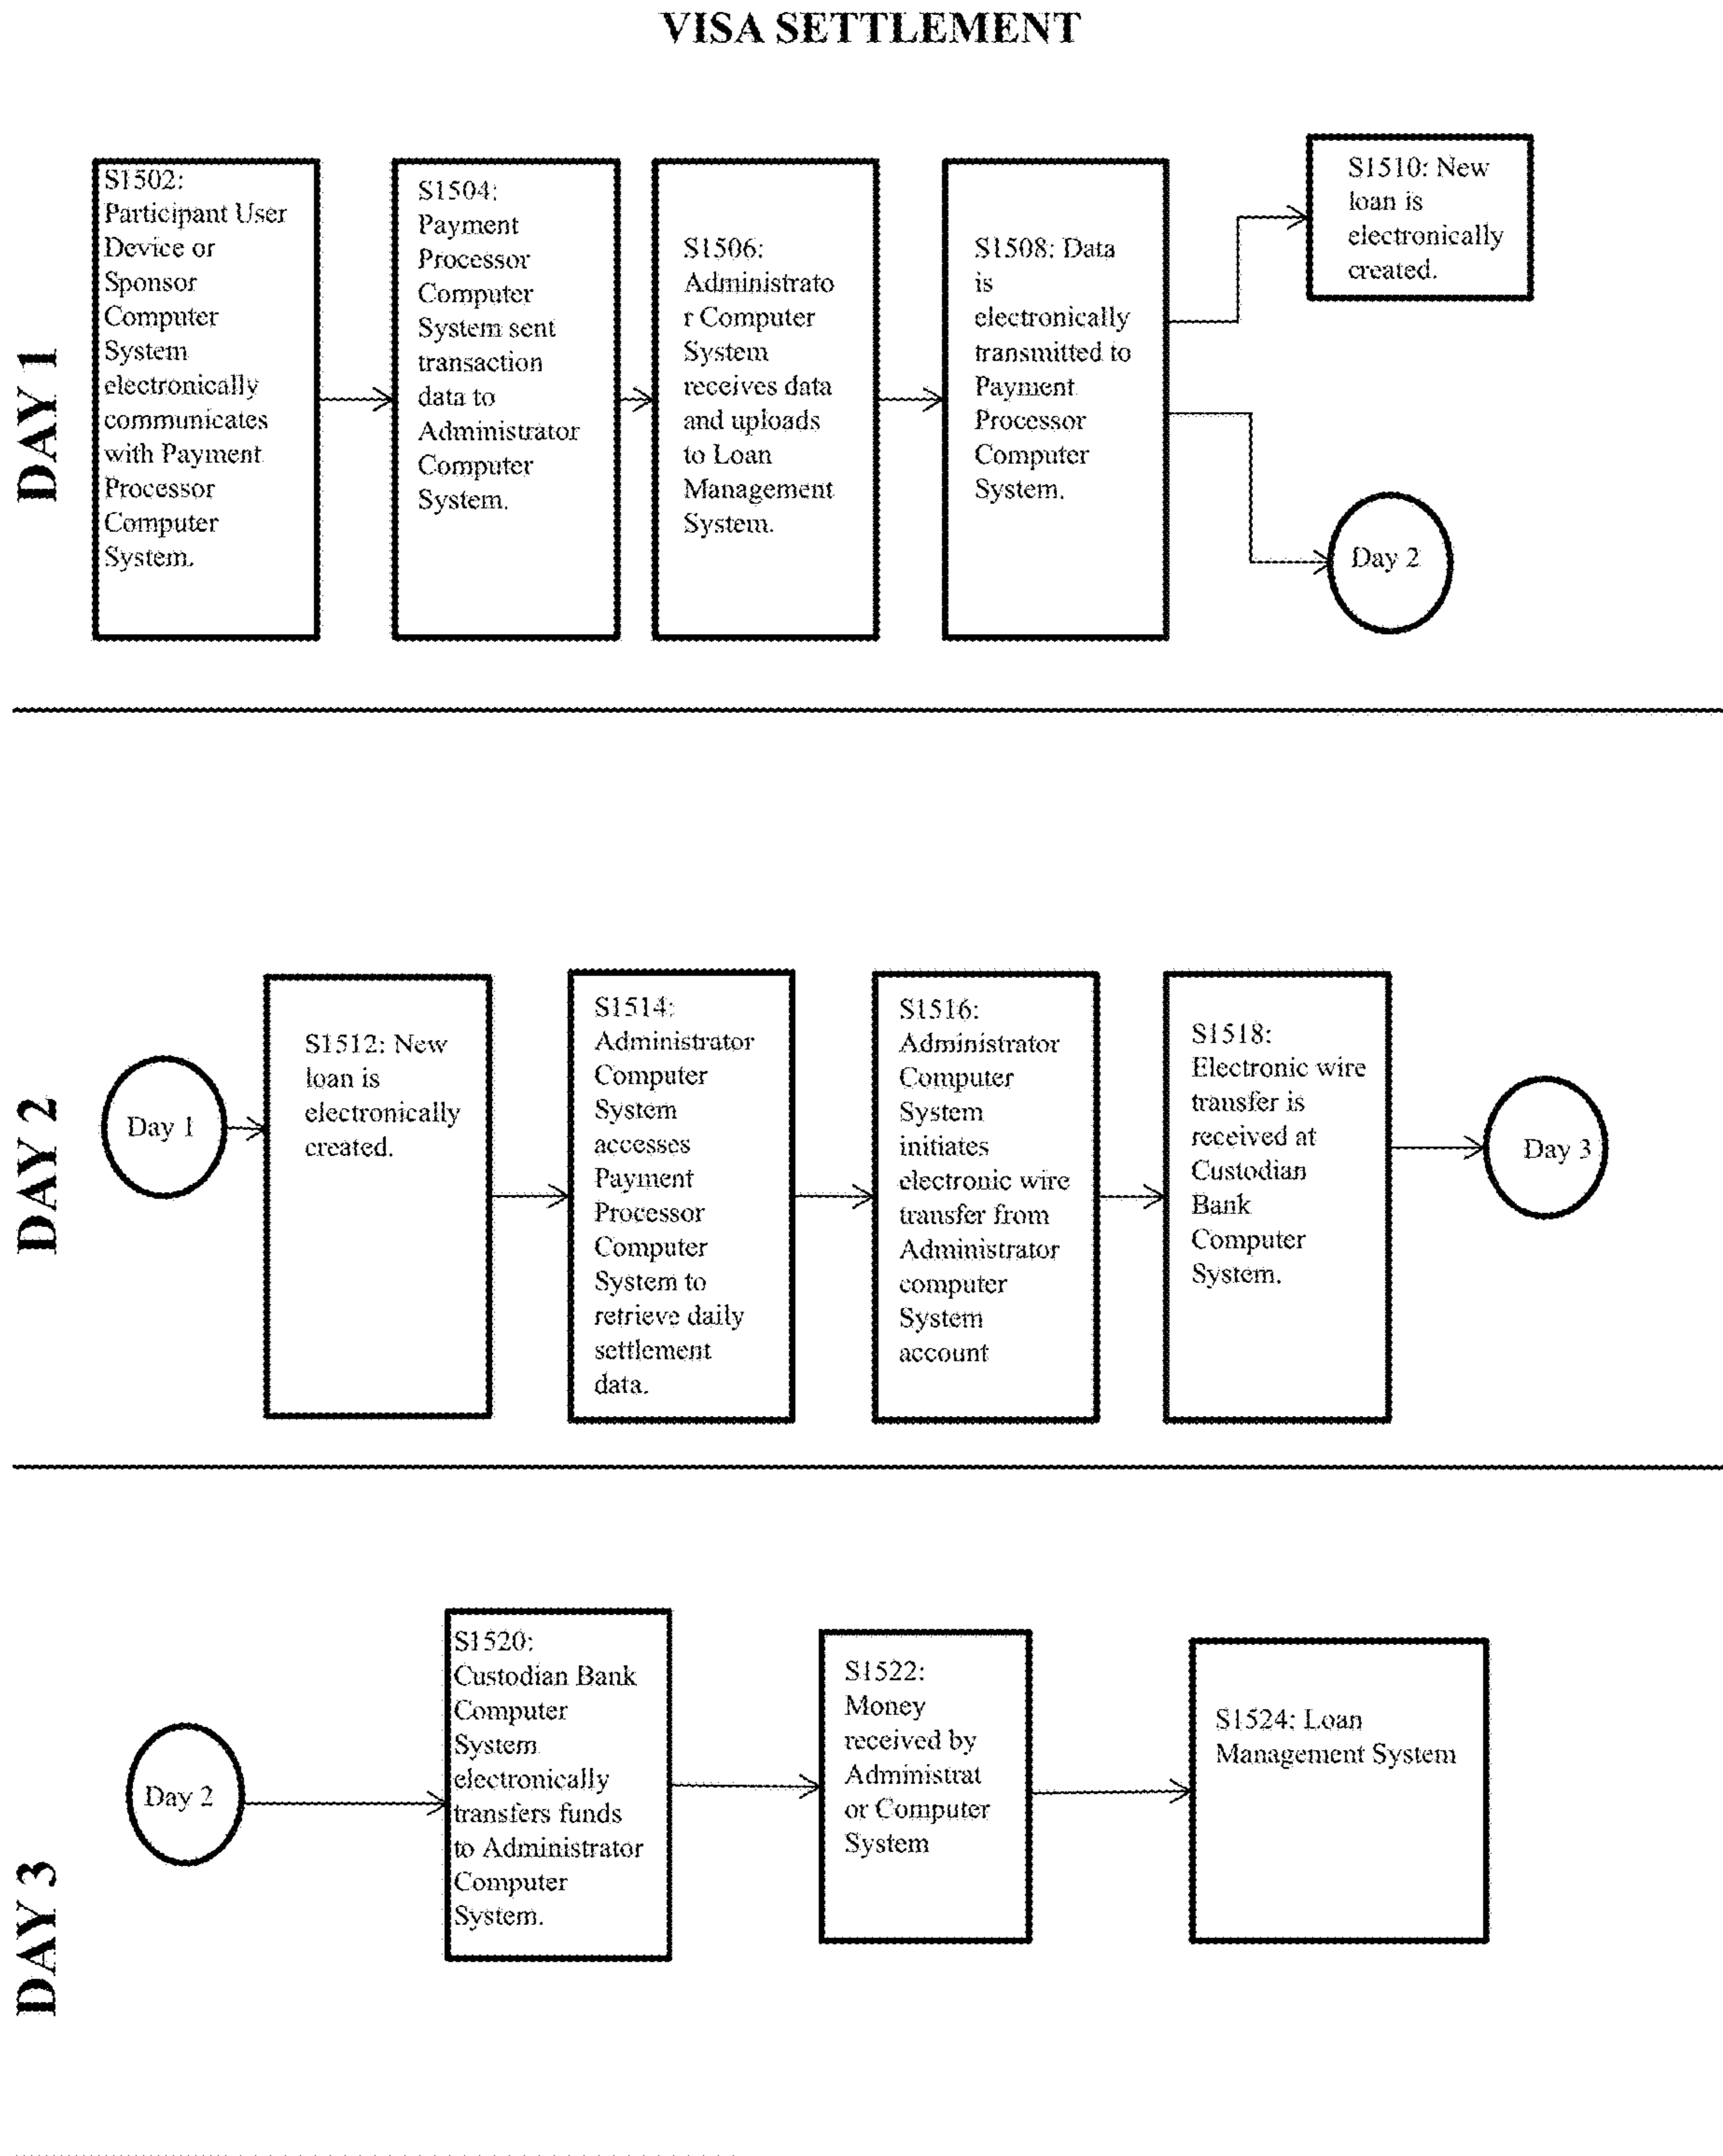 VISA SETTLEMENT
DAY 1
S1502:
Participant User
Device or
Sponsor
Computer
System
electronically
communicates
with Payment
Processor
Computer
System.
S1504:
Payment
Processor
Computer
System sent
transaction
data to
Administrator
Computer
System.
S1506:
Administrato
r Computer
System
receives data
and uploads
to Loan
Management
System.
S1508: Data
is
electronically
transmitted to
Payment
Processor
Computer
System.
S1510: New
loan is
electronically
created.
Day 2
DAY 2
Day 1
S1512: New
loan is
electronically
created.
S1514:
Administrator
Computer
System
accesses
Payment
Processor
Computer
System to
retrieve daily
settlement
data.
S1516:
Administrator
Computer
System
initiates
electronic wire
transfer from
Administrator
computer
System
account
S1518:
Electronic wire
transfer is
received at
Custodian
Bank
Computer
System.
Day 3
DAY 3
Day 2
S1520:
Custodian Bank
Computer
System
electronically
transfers funds
to Administrator
Computer
System.
S1522:
Money
received by
Administrat
or Computer
System
S1524: Loan
Management System